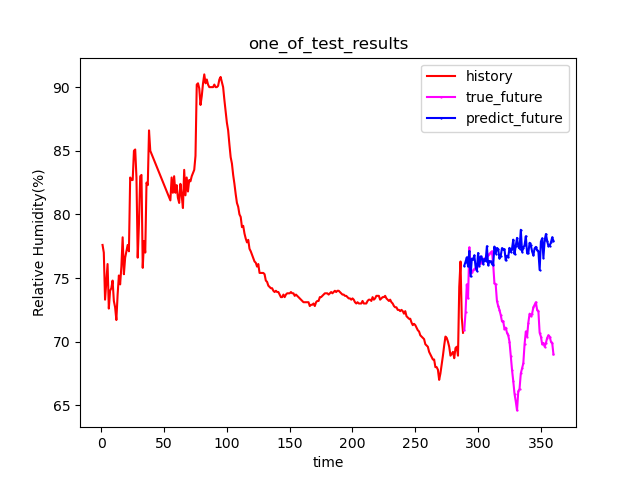 one_of_test_results
history
true_future
predict_future
Relative Humidity(%)
90
85
80
75
70
65
0 50 100 150 200 250 300 350
time